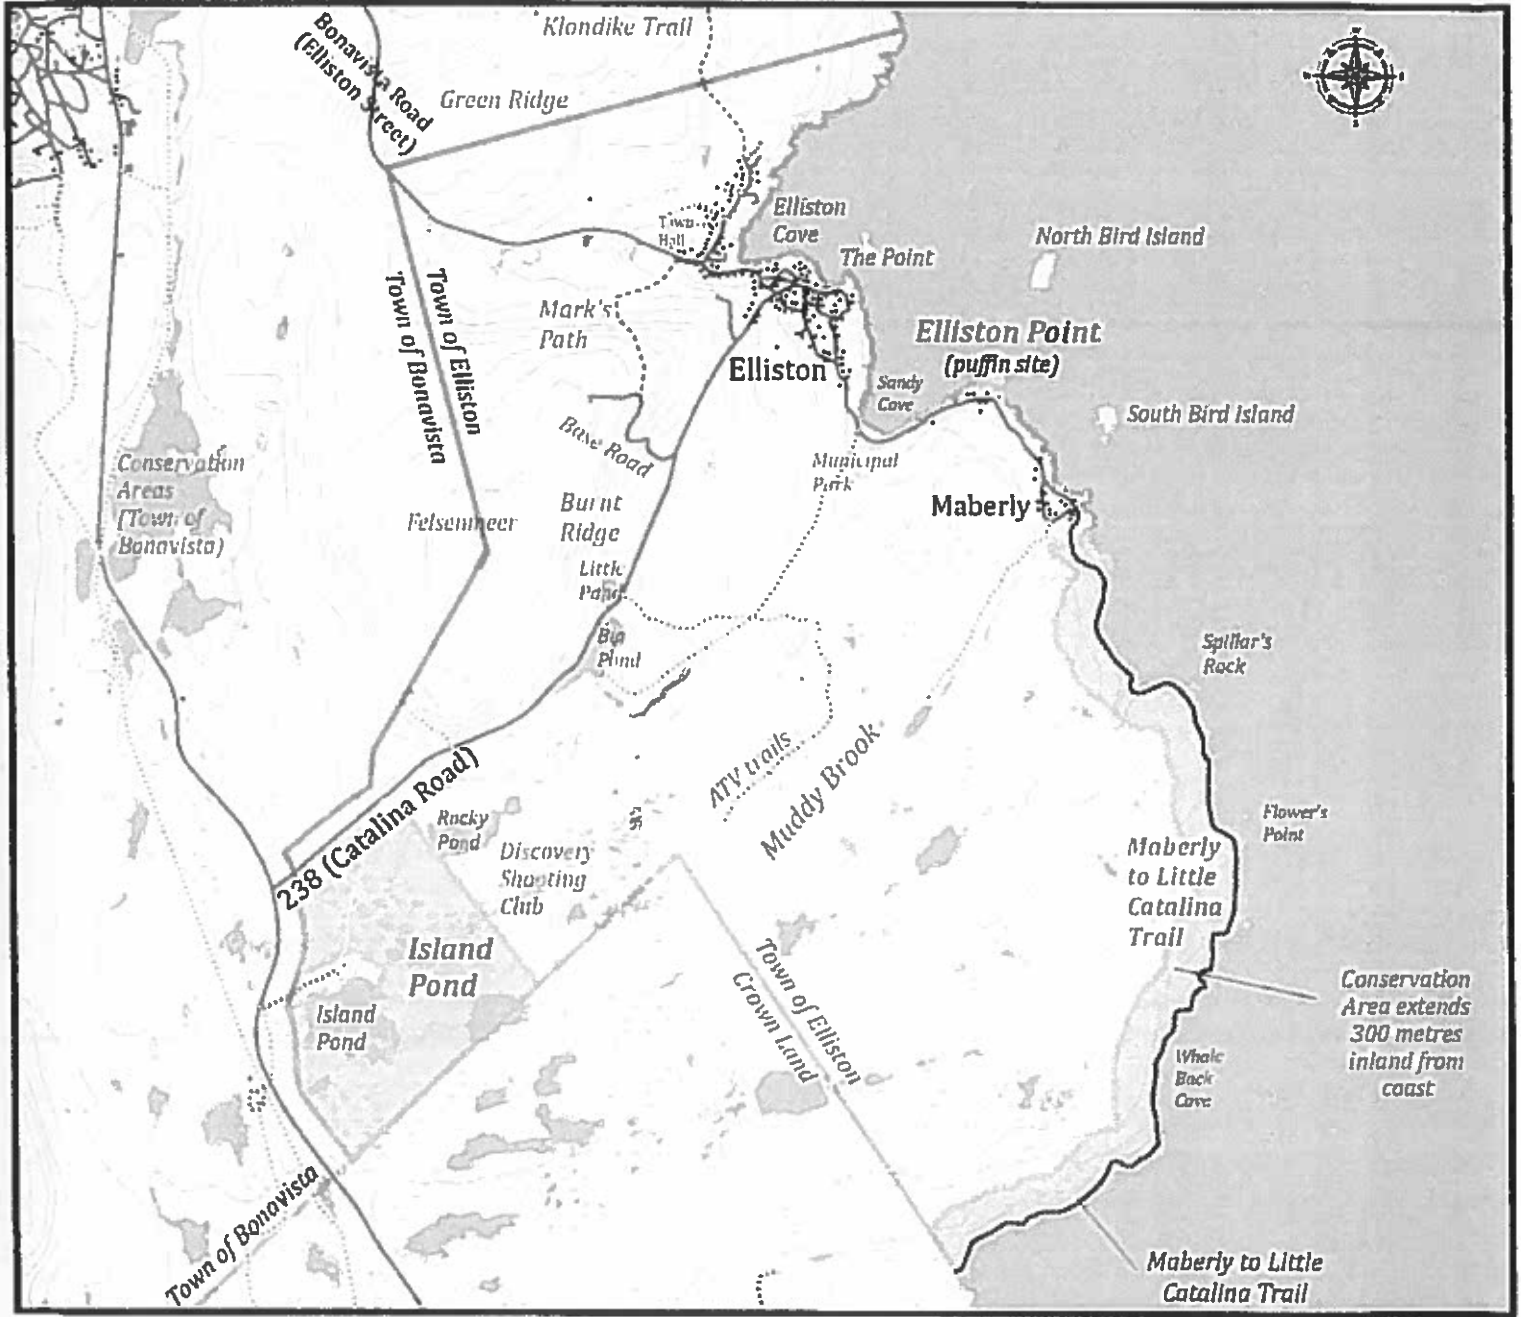 Klondike Trail
Bonavista Road
(Elliston Street)
Green Ridge
Elliston
Cove
Town
Hall
The Point
North Bird Island
Town of Elliston
Town of Bonavista
Mark's
Path
Elliston Point
(puffin site)
Elliston
Sandy
Cove
South Bird Island
Base Road
Municipal
Park
Conservation
Areas
(Town of
Bonavista)
Maberly
Burnt
Ridge
Felsenmeer
Little
Pond
Big
Pond
Spillar's
Rock
ATV trails
Muddy Brook
238 (Catalina Road)
Rocky
Pond
Discovery
Shooting
Club
Flower's
Point
Maberly
to Little
Catalina
Trail
Island
Pond
Island
Pond
Town of Elliston
Crown Land
Conservation
Area extends
300 metres
inland from
coast
Whale
Back
Cove
Town of Bonavista
Maberly to Little
Catalina Trail